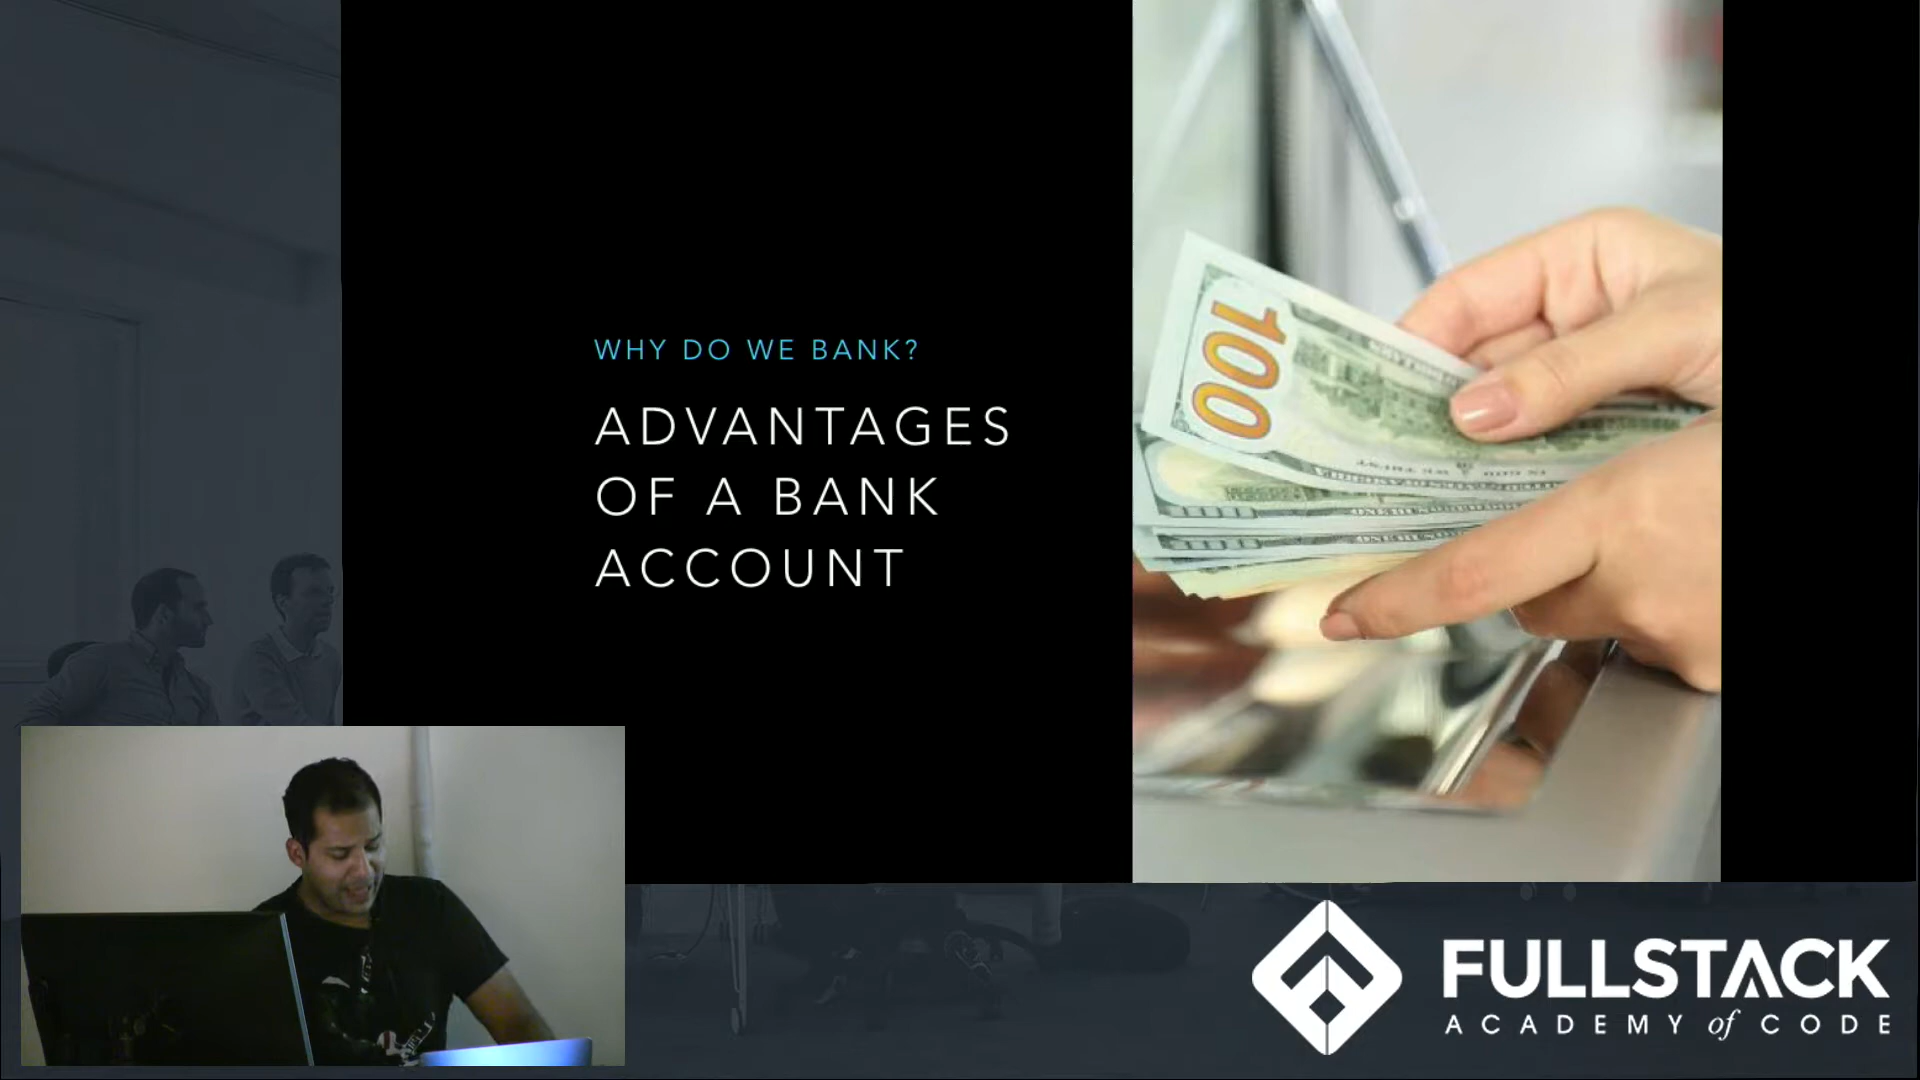 WHY DO WE BANK?
ADVANTAGES
OF A BANK
ACCOUNT
100
FULLSTACK
ACADEMY of CODE